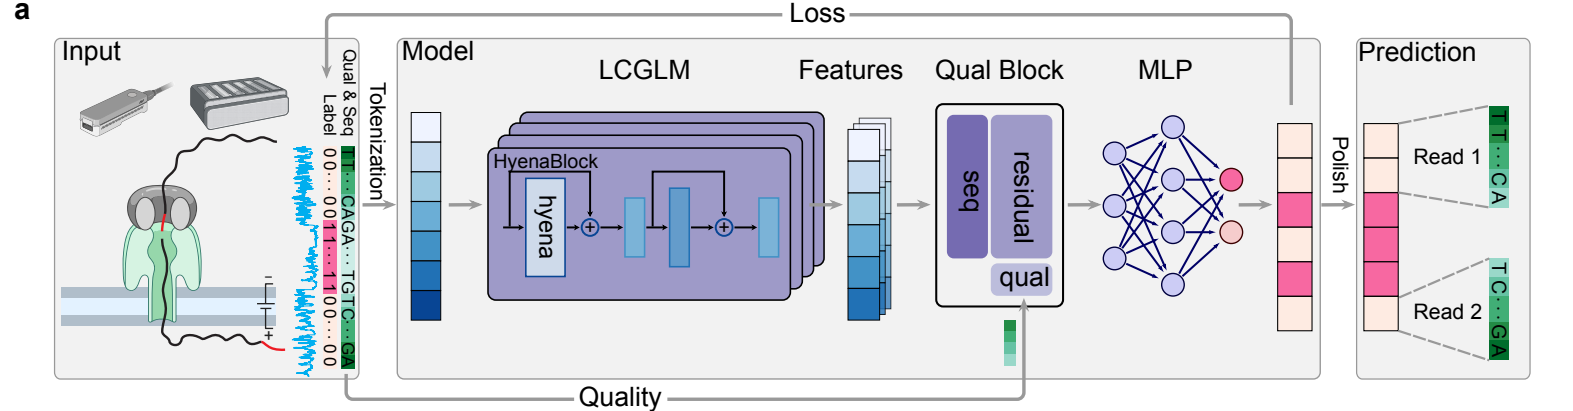 a
Loss
Input
Qual & Seq
Label
TT...CAGA...TGTC...GA
00...0011...1100...00
−
+
Tokenization
Model
LCGLM
HyenaBlock
hyena
+
+
Features
Qual Block
seq
residual
qual
MLP
Polish
Prediction
Read 1
TT...CA
Read 2
TC...GA
Quality